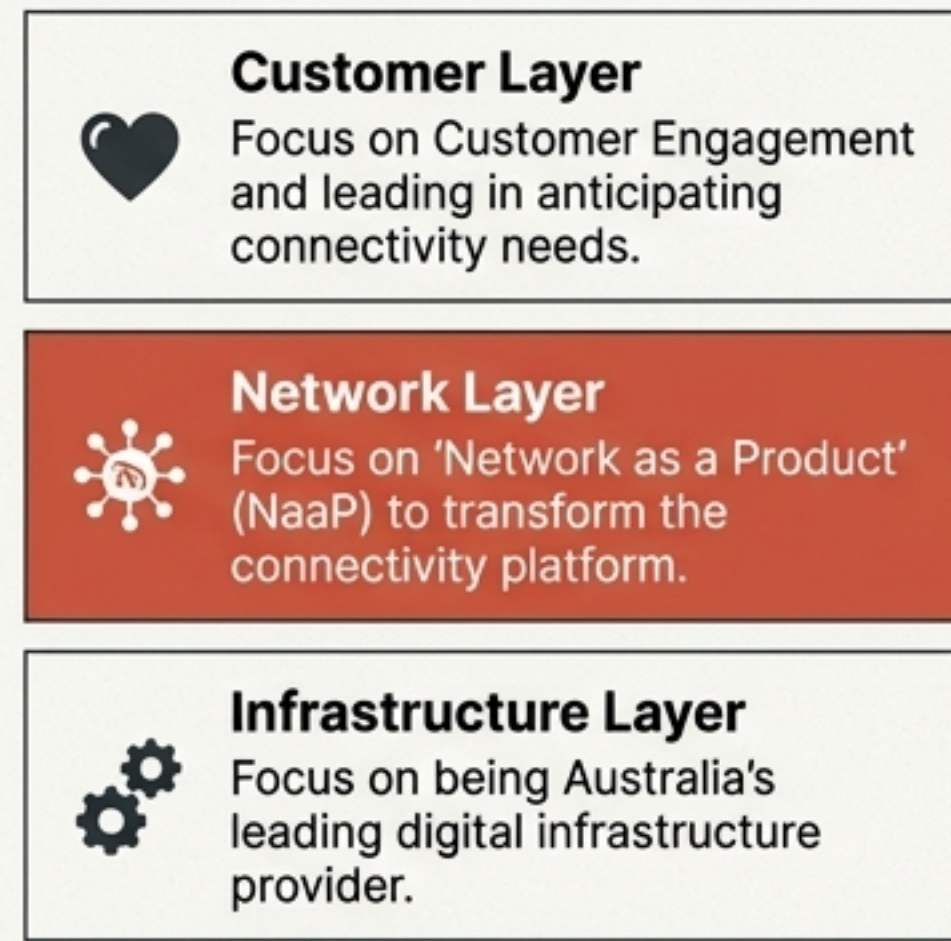 Customer Layer
Focus on Customer Engagement
and leading in anticipating
connectivity needs.
Network Layer
Focus on ‘Network as a Product’
(NaaP) to transform the
connectivity platform.
Infrastructure Layer
Focus on being Australia’s
leading digital infrastructure
provider.